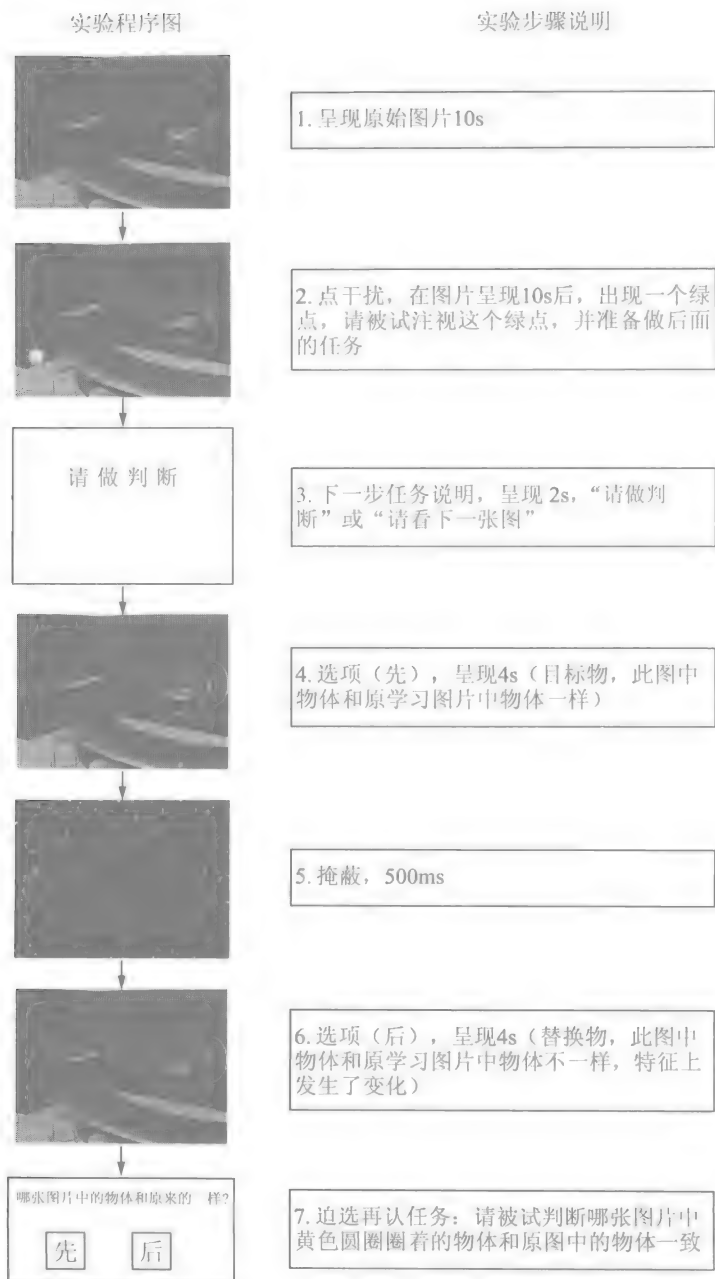 实验程序图
实验步骤说明
1. 呈现原始图片10s
2. 点干扰，在图片呈现10s后，出现一个绿
点，请被试注视这个绿点，并准备做后面
的任务
请做判断
3. 下一步任务说明，呈现 2s，“请做判
断”或“请看下一张图”
4. 选项（先），呈现4s（目标物，此图中
物体和原学习图片中物体一样）
5. 掩蔽，500ms
6. 选项（后），呈现4s（替换物，此图中
物体和原学习图片中物体不一样，特征上
发生了变化）
哪张图片中的物体和原来的 样?
先 后
7. 迫选再认任务：请被试判断哪张图片中
黄色圆圈圈着的物体和原图中的物体一致